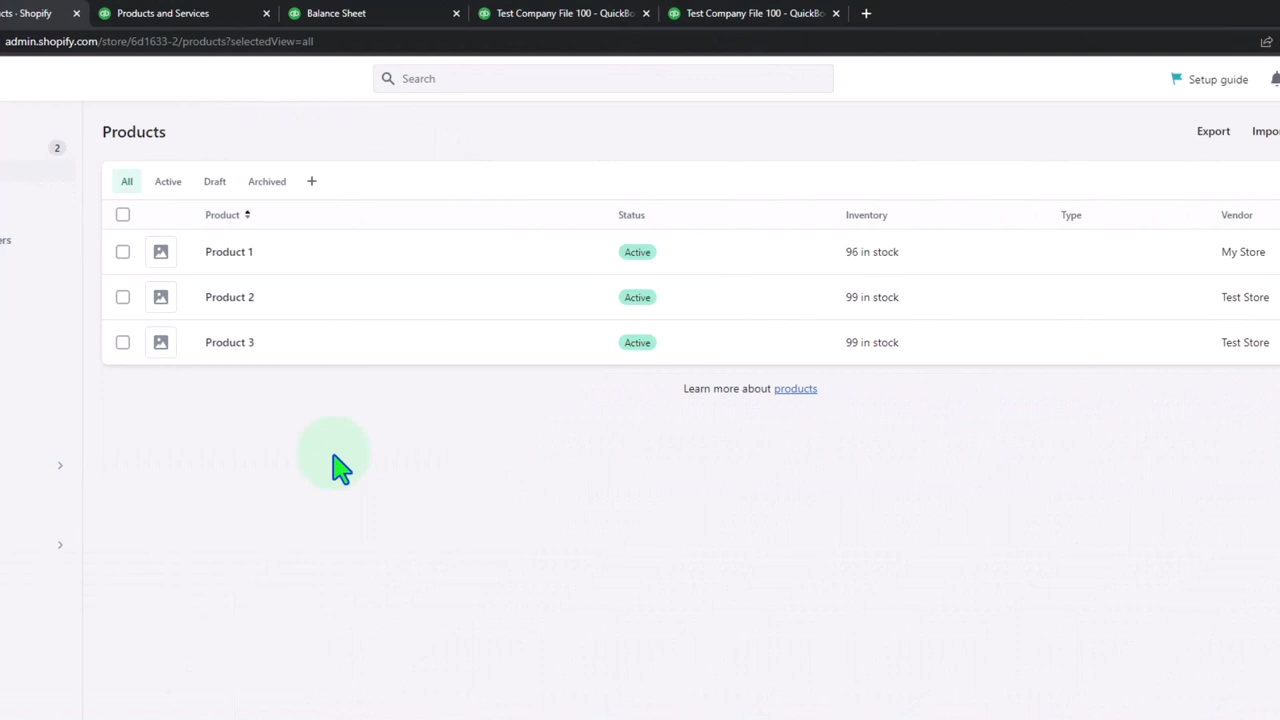 cts · Shopify
Products and Services
Balance Sheet
Test Company File 100 - QuickBo
Test Company File 100 - QuickBo
admin.shopify.com/store/6d1633-2/products?selectedView=all
Search
Setup guide
Products
Export
Impor
2
All
Active
Draft
Archived
Product
Status
Inventory
Type
Vendor
ers
Product 1
Active
96 in stock
My Store
Product 2
Active
99 in stock
Test Store
Product 3
Active
99 in stock
Test Store
Learn more about products